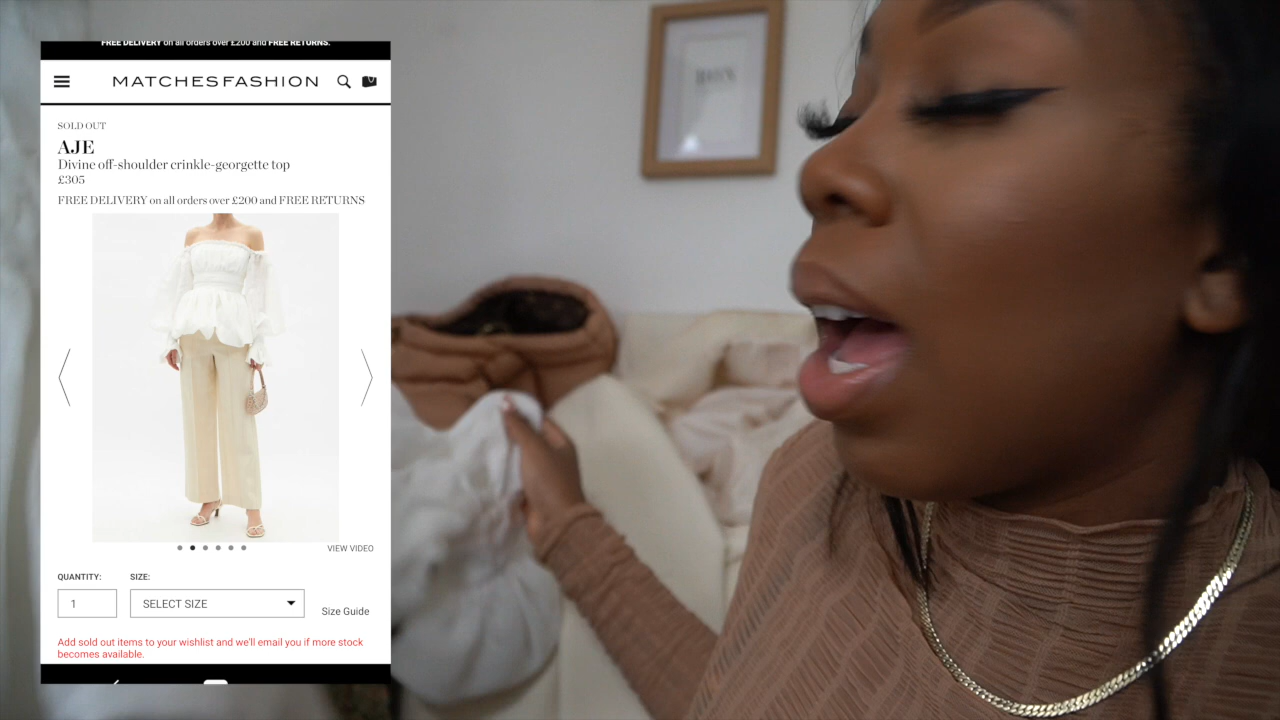 FREE DELIVERY on all orders over £200 and FREE RETURNS.
MATCHESFASHION
SOLD OUT
AJE
Divine off-shoulder crinkle-georgette top
£305
FREE DELIVERY on all orders over £200 and FREE RETURNS
VIEW VIDEO
QUANTITY: SIZE:
1 SELECT SIZE
Size Guide
Add sold out items to your wishlist and we'll email you if more stock
becomes available.